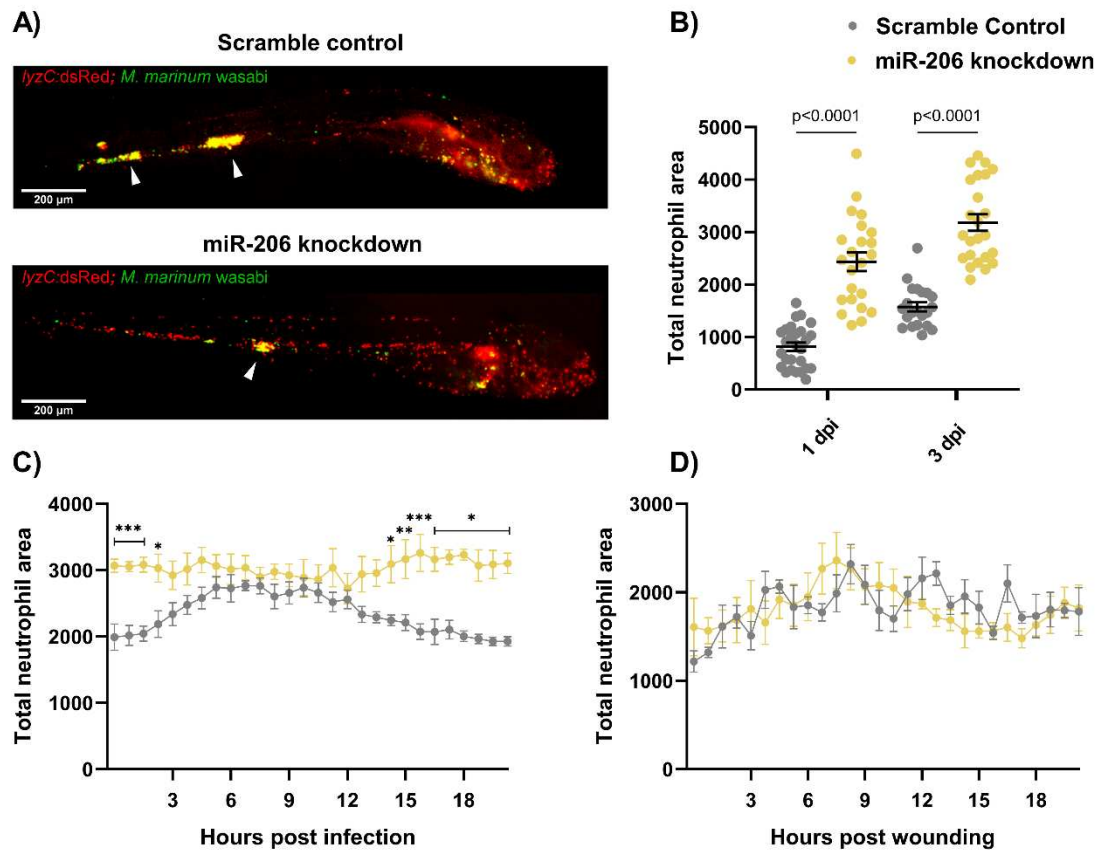 A)
Scramble control
lyzC:dsRed; M. marinum wasabi
200 µm
miR-206 knockdown
lyzC:dsRed; M. marinum wasabi
200 µm
B)
Scramble Control
miR-206 knockdown
p<0.0001 p<0.0001
5000
4000
3000
2000
1000
0
Total neutrophil area
1 dpi 3 dpi
C)
4000
3000
2000
1000
0
Total neutrophil area
*** * * ** *** *
3 6 9 12 15 18
Hours post infection
D)
3000
2000
1000
0
Total neutrophil area
3 6 9 12 15 18
Hours post wounding